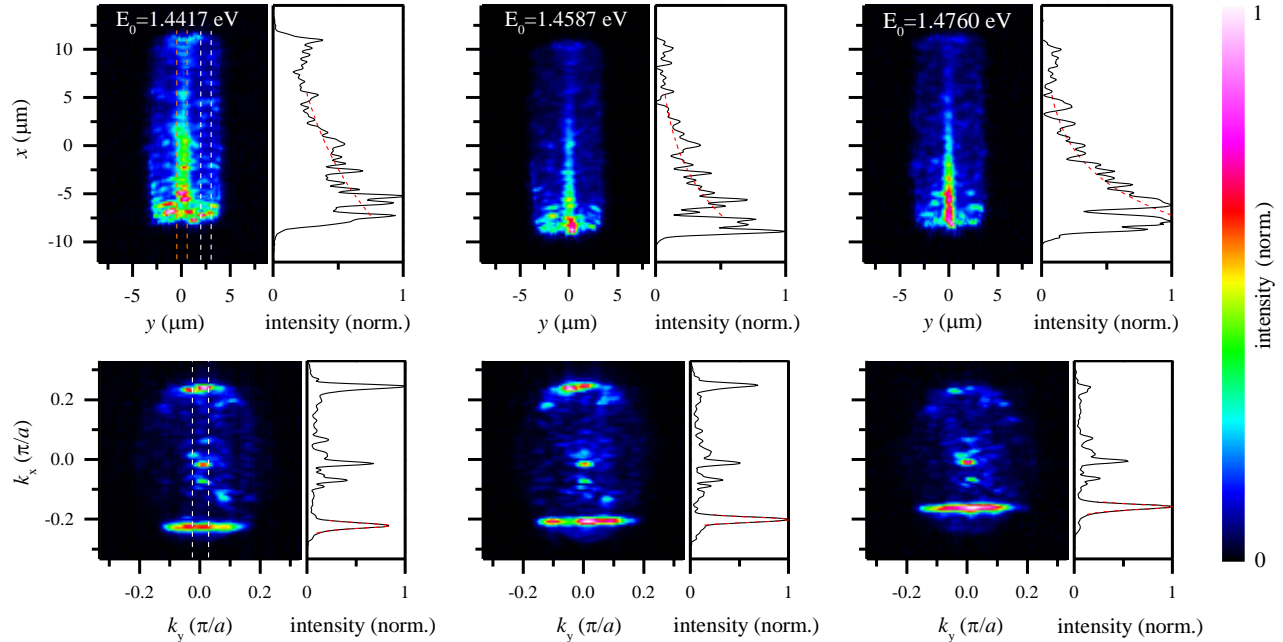 E₀=1.4417 eV
E₀=1.4587 eV
E₀=1.4760 eV
1
10
5
0
-5
-10
x (μm)
-5 0 5
0 1
-5 0 5
0 1
-5 0 5
0 1
y (μm)
intensity (norm.)
y (μm)
intensity (norm.)
y (μm)
intensity (norm.)
intensity (norm.)
0.2
0.0
-0.2
kₓ (π/a)
0
-0.2 0.0 0.2
0 1
-0.2 0.0 0.2
0 1
-0.2 0.0 0.2
0 1
k_y (π/a)
intensity (norm.)
k_y (π/a)
intensity (norm.)
k_y (π/a)
intensity (norm.)